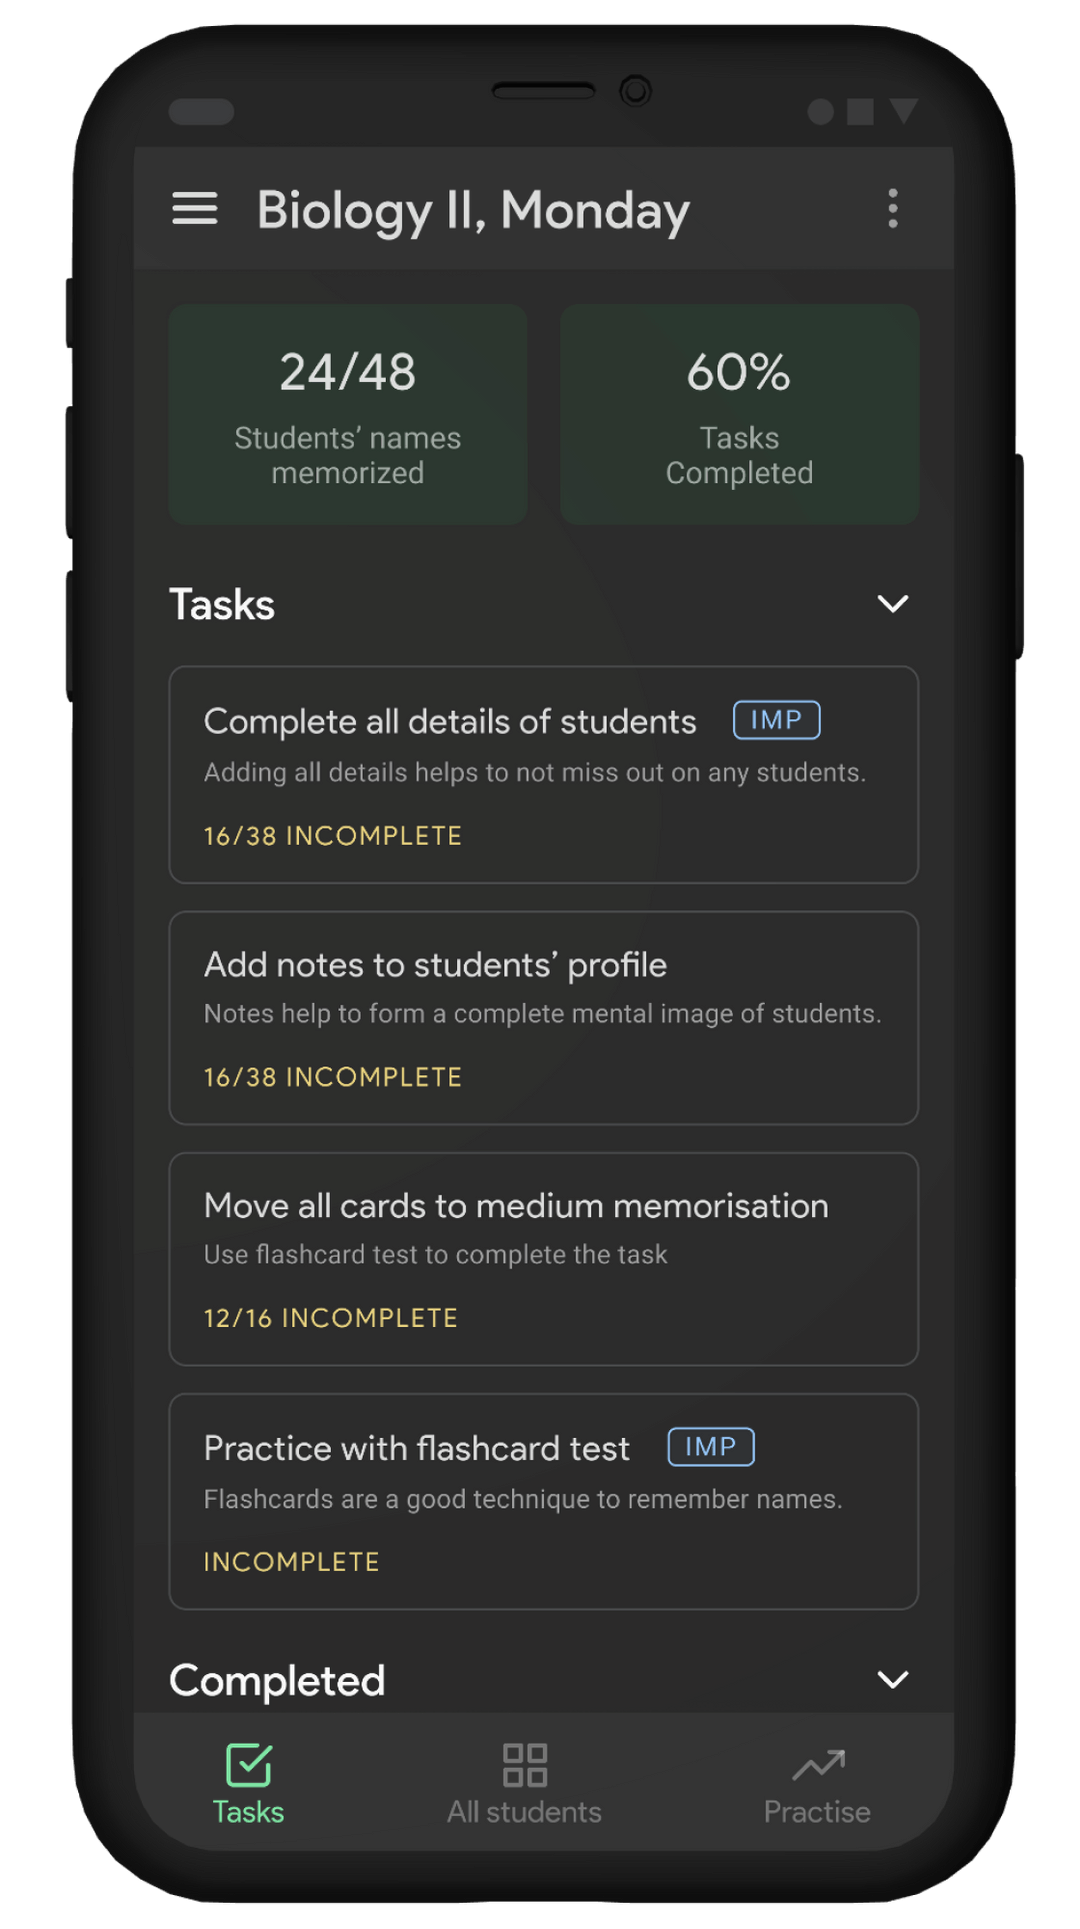 Biology II, Monday
24/48
Students’ names
memorized
60%
Tasks
Completed
Tasks
Complete all details of students IMP
Adding all details helps to not miss out on any students.
16/38 INCOMPLETE
Add notes to students’ profile
Notes help to form a complete mental image of students.
16/38 INCOMPLETE
Move all cards to medium memorisation
Use flashcard test to complete the task
12/16 INCOMPLETE
Practice with flashcard test IMP
Flashcards are a good technique to remember names.
INCOMPLETE
Completed
Tasks
All students
Practise